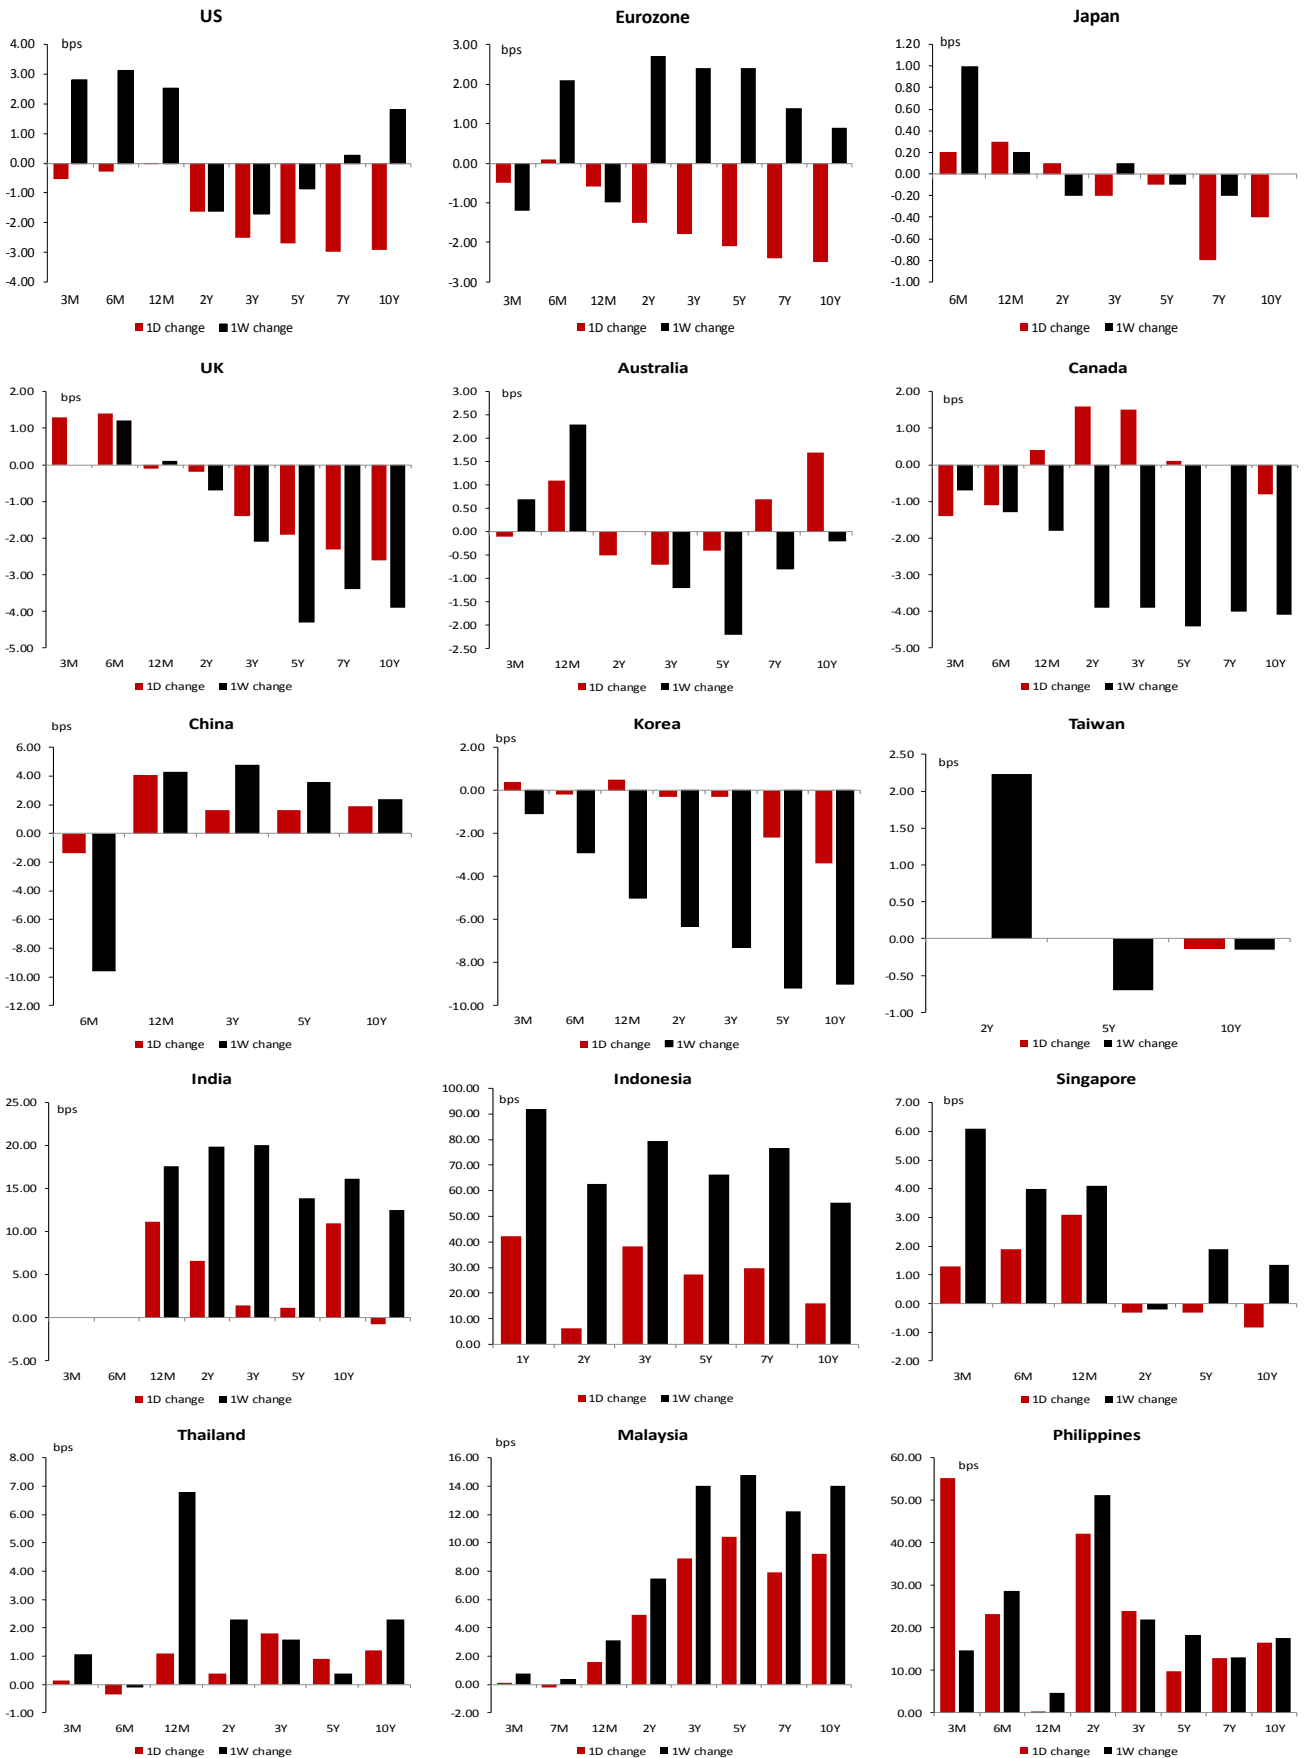 US
bps
4.00
3.00
2.00
1.00
0.00
-1.00
-2.00
-3.00
-4.00
3M 6M 12M 2Y 3Y 5Y 7Y 10Y
1D change 1W change
Eurozone
bps
3.00
2.00
1.00
0.00
-1.00
-2.00
-3.00
3M 6M 12M 2Y 3Y 5Y 7Y 10Y
1D change 1W change
Japan
bps
1.20
1.00
0.80
0.60
0.40
0.20
0.00
-0.20
-0.40
-0.60
-0.80
-1.00
6M 12M 2Y 3Y 5Y 7Y 10Y
1D change 1W change
UK
bps
2.00
1.00
0.00
-1.00
-2.00
-3.00
-4.00
-5.00
3M 6M 12M 2Y 3Y 5Y 7Y 10Y
1D change 1W change
Australia
bps
3.00
2.50
2.00
1.50
1.00
0.50
0.00
-0.50
-1.00
-1.50
-2.00
-2.50
3M 12M 2Y 3Y 5Y 7Y 10Y
1D change 1W change
Canada
bps
2.00
1.00
0.00
-1.00
-2.00
-3.00
-4.00
-5.00
3M 6M 12M 2Y 3Y 5Y 7Y 10Y
1D change 1W change
China
bps
6.00
4.00
2.00
0.00
-2.00
-4.00
-6.00
-8.00
-10.00
-12.00
6M 12M 3Y 5Y 10Y
1D change 1W change
Korea
bps
2.00
0.00
-2.00
-4.00
-6.00
-8.00
-10.00
3M 6M 12M 2Y 3Y 5Y 10Y
1D change 1W change
Taiwan
bps
2.50
2.00
1.50
1.00
0.50
0.00
-0.50
-1.00
2Y 5Y 10Y
1D change 1W change
India
bps
25.00
20.00
15.00
10.00
5.00
0.00
-5.00
3M 6M 12M 2Y 3Y 5Y 10Y
1D change 1W change
Indonesia
bps
100.00
90.00
80.00
70.00
60.00
50.00
40.00
30.00
20.00
10.00
0.00
1Y 2Y 3Y 5Y 7Y 10Y
1D change 1W change
Singapore
bps
7.00
6.00
5.00
4.00
3.00
2.00
1.00
0.00
-1.00
-2.00
3M 6M 12M 2Y 5Y 10Y
1D change 1W change
Thailand
bps
8.00
7.00
6.00
5.00
4.00
3.00
2.00
1.00
0.00
-1.00
3M 6M 12M 2Y 3Y 5Y 10Y
1D change 1W change
Malaysia
bps
16.00
14.00
12.00
10.00
8.00
6.00
4.00
2.00
0.00
-2.00
3M 7M 12M 2Y 3Y 5Y 7Y 10Y
1D change 1W change
Philippines
bps
60.00
50.00
40.00
30.00
20.00
10.00
0.00
3M 6M 12M 2Y 3Y 5Y 7Y 10Y
1D change 1W change